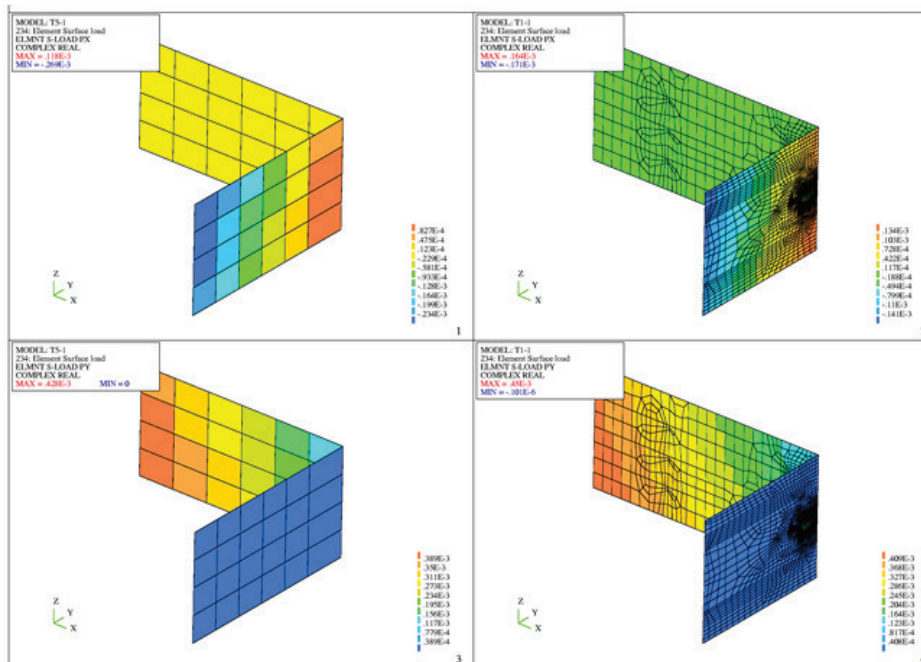 MODEL: T5-1
234: Element Surface load
ELMNT S-LOAD PX
COMPLEX REAL
MAX = .118E-3
MIN = -.269E-3
.827E-4
.475E-4
.123E-4
-.229E-4
-.581E-4
-.933E-4
-.128E-3
-.164E-3
-.199E-3
-.234E-3
Z
Y
X
1
MODEL: T1-1
234: Element Surface load
ELMNT S-LOAD PX
COMPLEX REAL
MAX = .164E-3
MIN = -.171E-3
.134E-3
.103E-3
.728E-4
.422E-4
.117E-4
-.188E-4
-.494E-4
-.799E-4
-.11E-3
-.141E-3
Z
Y
X
MODEL: T5-1
234: Element Surface load
ELMNT S-LOAD PY
COMPLEX REAL
MAX = .428E-3 MIN = 0
.389E-3
.35E-3
.311E-3
.273E-3
.234E-3
.195E-3
.156E-3
.117E-3
.779E-4
.389E-4
Z
Y
X
3
MODEL: T1-1
234: Element Surface load
ELMNT S-LOAD PY
COMPLEX REAL
MAX = .45E-3
MIN = -.101E-6
.409E-3
.368E-3
.327E-3
.286E-3
.245E-3
.204E-3
.164E-3
.123E-3
.817E-4
.408E-4
Z
Y
X